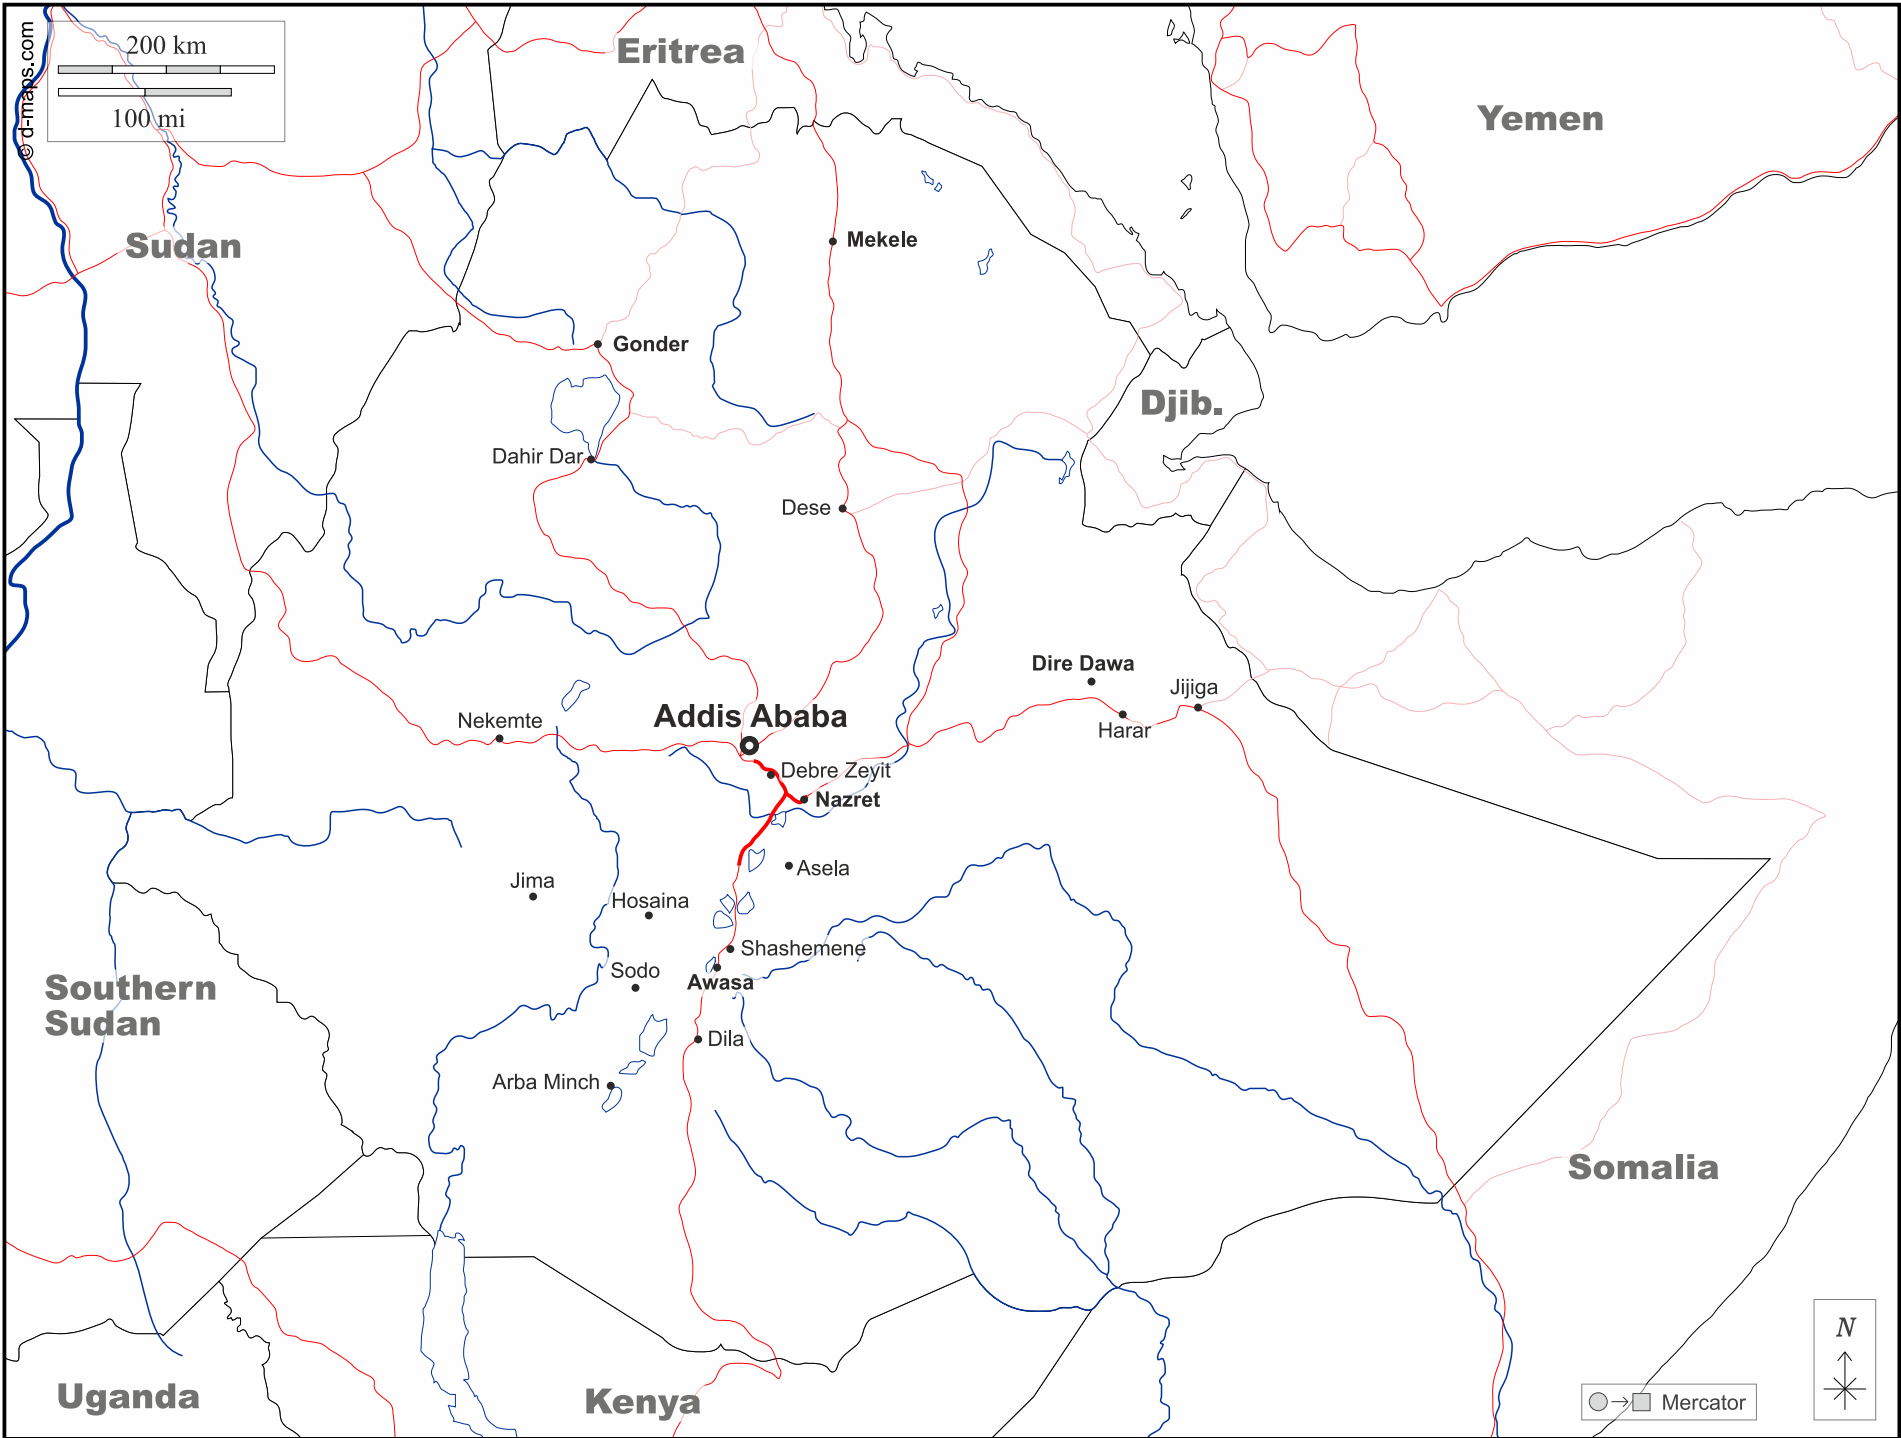 © d-maps.com
200 km
100 mi
Eritrea
Yemen
Sudan
Mekele
Gonder
Djib.
Dahir Dar
Dese
Dire Dawa
Jijiga
Nekemte
Addis Ababa
Harar
Debre Zeyit
Nazret
Asela
Jima
Hosaina
Shashemene
Sodo
Awasa
Southern
Sudan
Dila
Arba Minch
Somalia
N
Uganda
Kenya
Mercator